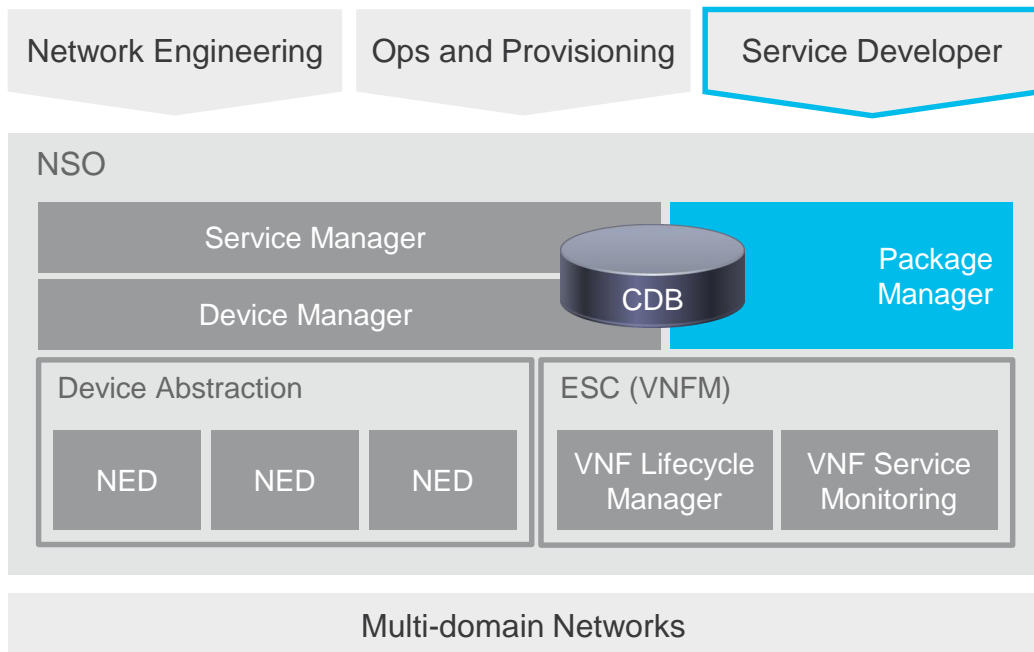 Network Engineering
Ops and Provisioning
Service Developer
NSO
Service Manager
Device Manager
CDB
Package
Manager
Device Abstraction
NED
NED
NED
ESC (VNFM)
VNF Lifecycle
Manager
VNF Service
Monitoring
Multi-domain Networks